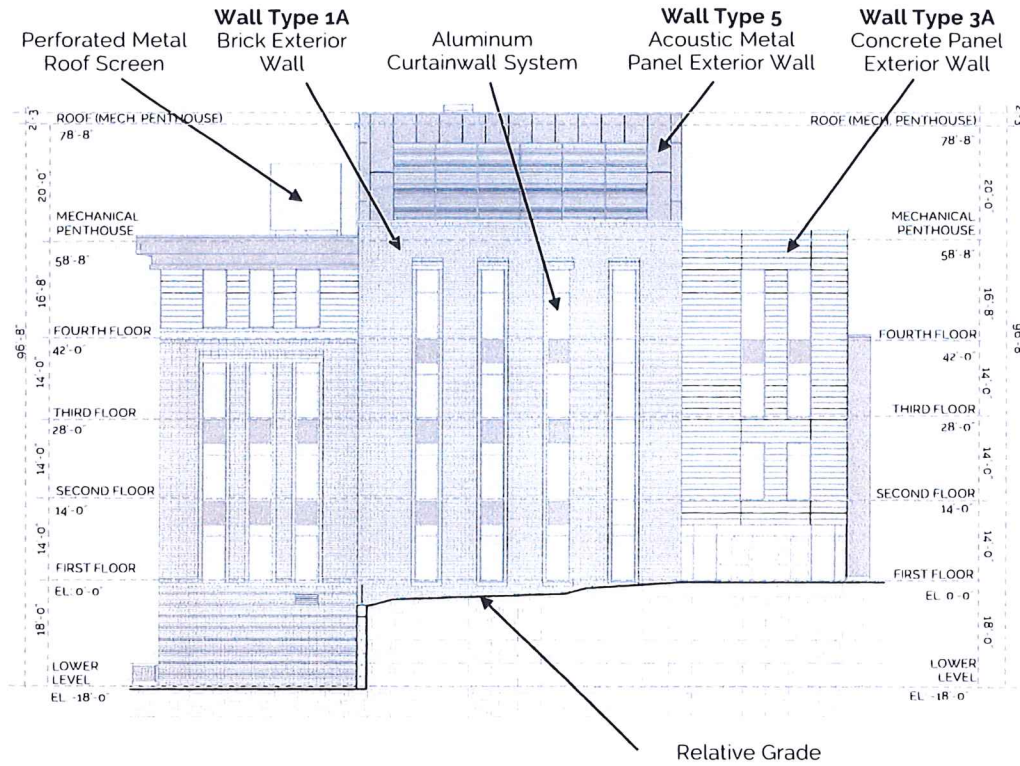 Perforated Metal
Roof Screen
Wall Type 1A
Brick Exterior
Wall
Aluminum
Curtainwall System
Wall Type 5
Acoustic Metal
Panel Exterior Wall
Wall Type 3A
Concrete Panel
Exterior Wall
2'-3"
ROOF (MECH. PENTHOUSE)
78'-8"
20'-0"
MECHANICAL
PENTHOUSE
58'-8"
16'-8"
FOURTH FLOOR
42'-0"
96'-8"
14'-0"
THIRD FLOOR
28'-0"
14'-0"
SECOND FLOOR
14'-0"
14'-0"
FIRST FLOOR
EL. 0'-0"
18'-0"
LOWER
LEVEL
EL. -18'-0"
ROOF (MECH. PENTHOUSE)
78'-8"
20'-0"
MECHANICAL
PENTHOUSE
58'-8"
16'-8"
FOURTH FLOOR
42'-0"
14'-0"
THIRD FLOOR
28'-0"
14'-0"
SECOND FLOOR
14'-0"
14'-0"
FIRST FLOOR
EL. 0'-0"
18'-0"
LOWER
LEVEL
EL. -18'-0"
Relative Grade